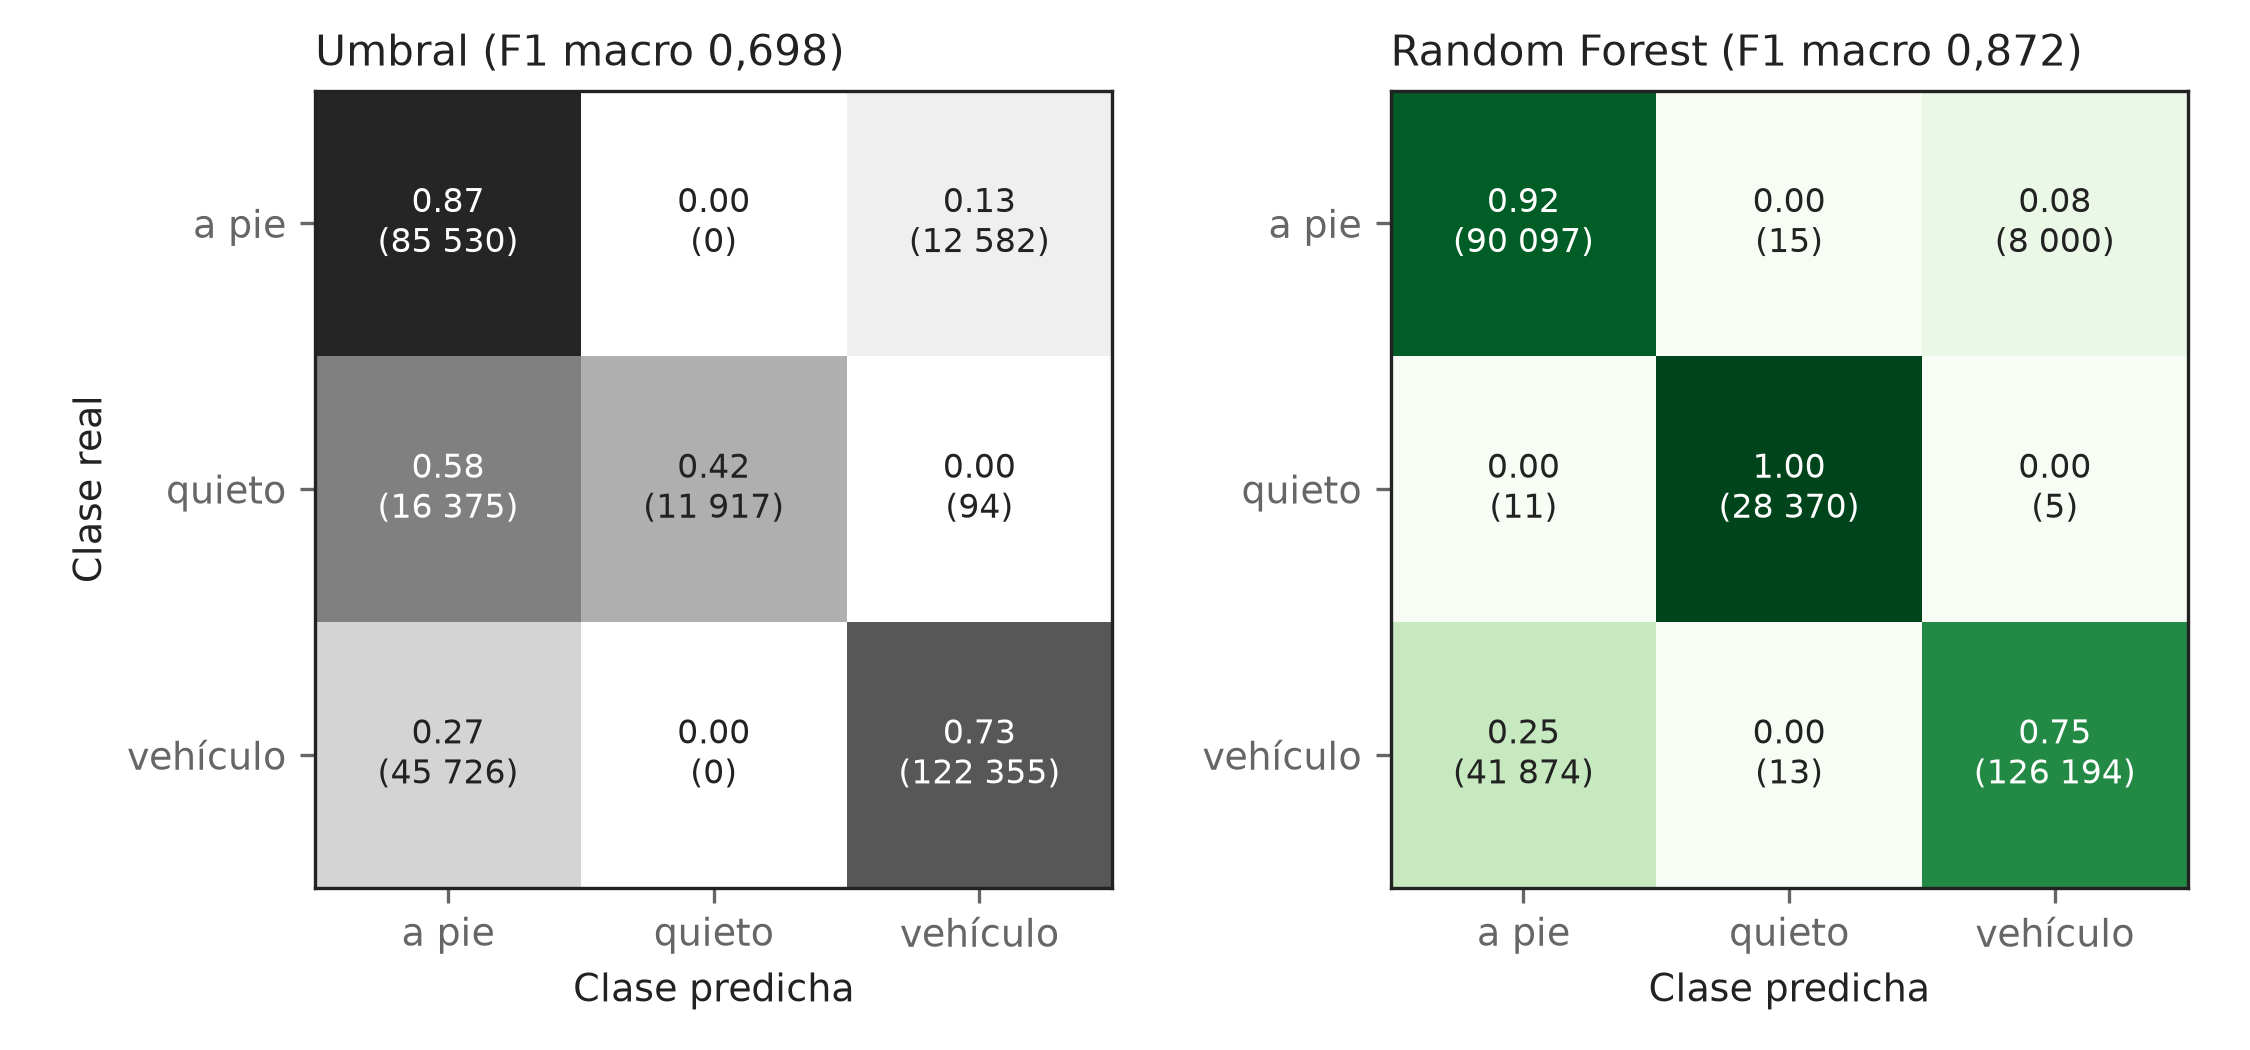 Umbral (F1 macro 0,698)
a pie
0.87
(85 530)
0.00
(0)
0.13
(12 582)
Clase real
quieto
0.58
(16 375)
0.42
(11 917)
0.00
(94)
vehículo
0.27
(45 726)
0.00
(0)
0.73
(122 355)
a pie
quieto
vehículo
Clase predicha
Random Forest (F1 macro 0,872)
a pie
0.92
(90 097)
0.00
(15)
0.08
(8 000)
quieto
0.00
(11)
1.00
(28 370)
0.00
(5)
vehículo
0.25
(41 874)
0.00
(13)
0.75
(126 194)
a pie
quieto
vehículo
Clase predicha